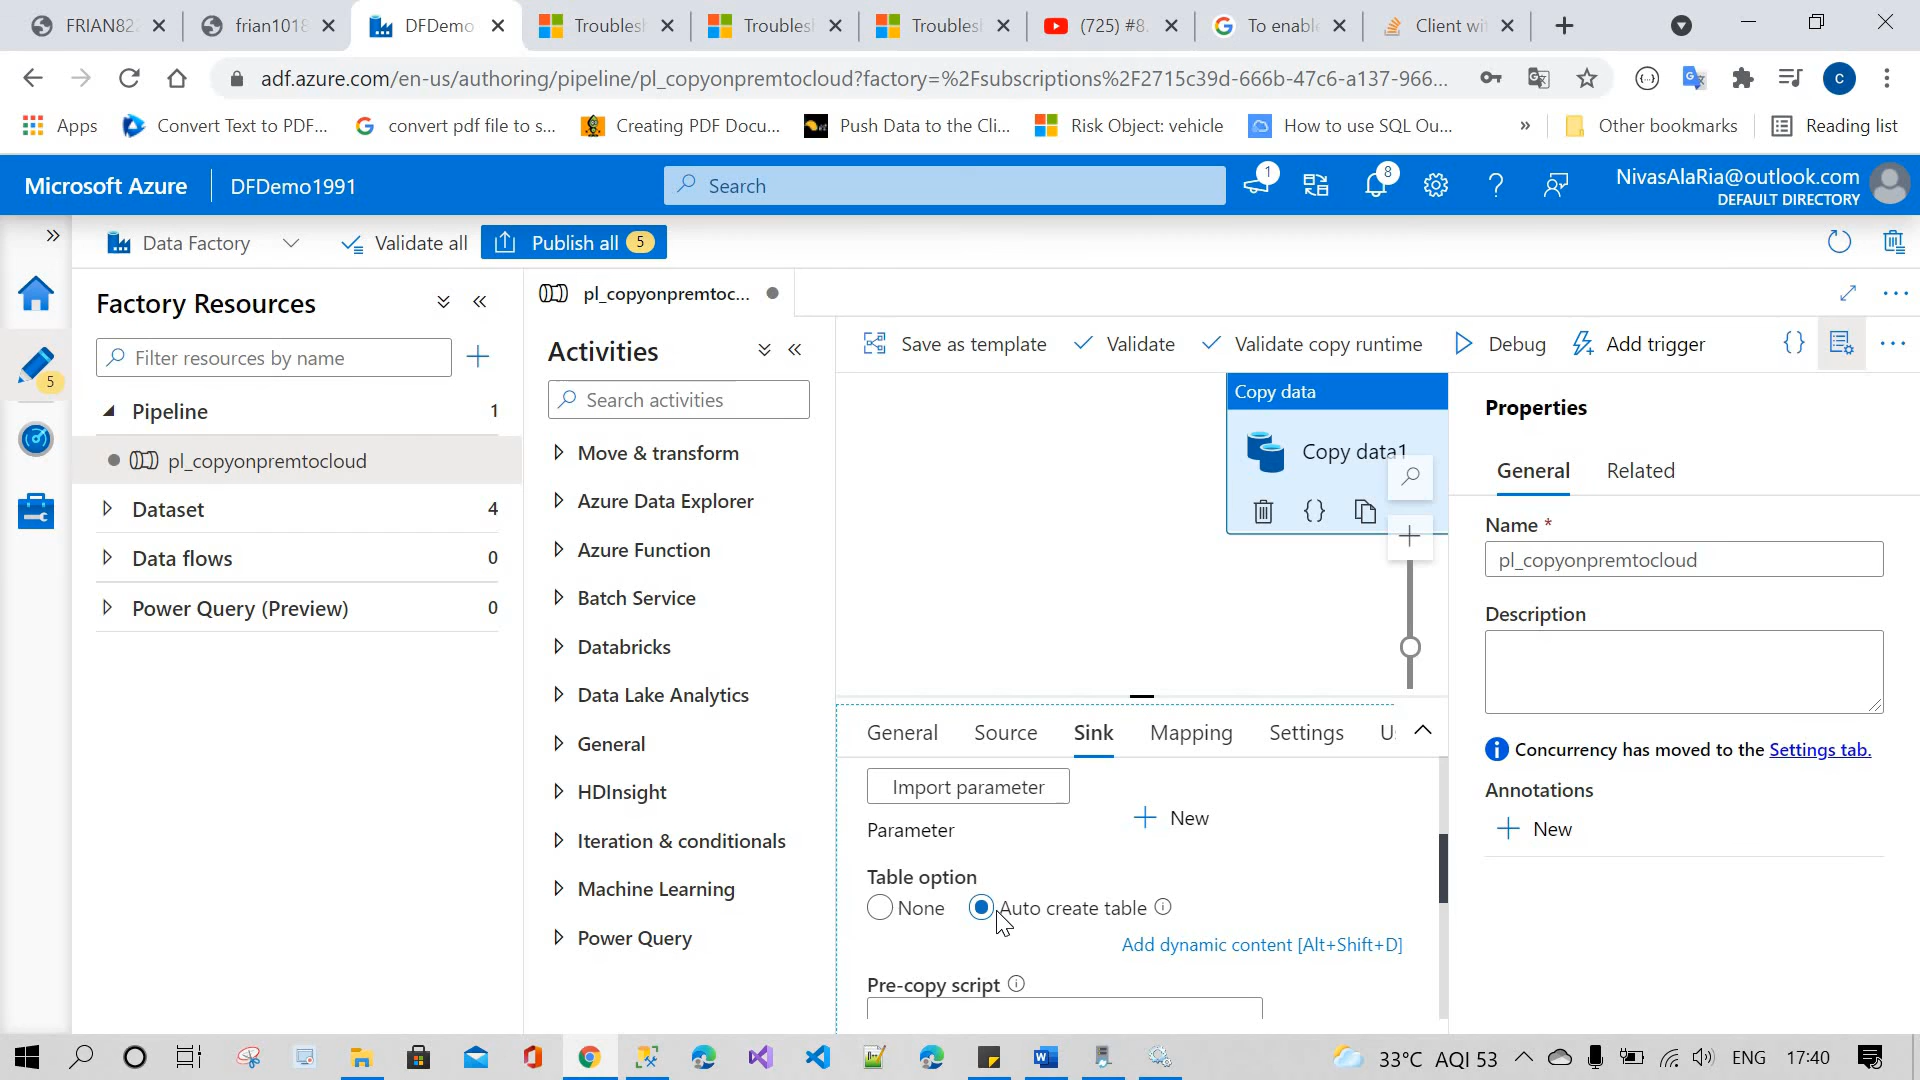 FRIAN82
frian1018
DFDemo
Troubles
Troubles
Troubles
(725) #8.
To enabl
Client wi
adf.azure.com/en-us/authoring/pipeline/pl_copyonpremtocloud?factory=%2Fsubscriptions%2F2715c39d-666b-47c6-a137-966...
c
Apps
Convert Text to PDF...
convert pdf file to s...
Creating PDF Docu...
Push Data to the Cli...
Risk Object: vehicle
How to use SQL Ou...
»
Other bookmarks
Reading list
Microsoft Azure
DFDemo1991
Search
1
8
NivasAlaRia@outlook.com
DEFAULT DIRECTORY
Data Factory
Validate all
Publish all 5
5
Factory Resources
Filter resources by name
Pipeline 1
pl_copyonpremtocloud
Dataset 4
Data flows 0
Power Query (Preview) 0
pl_copyonpremtoc...
Activities
Search activities
Move & transform
Azure Data Explorer
Azure Function
Batch Service
Databricks
Data Lake Analytics
General
HDInsight
Iteration & conditionals
Machine Learning
Power Query
Save as template
Validate
Validate copy runtime
Debug
Add trigger
Copy data
Copy data1
General
Source
Sink
Mapping
Settings
Import parameter
New
Parameter
Table option
None
Auto create table
Add dynamic content [Alt+Shift+D]
Pre-copy script
Properties
General
Related
Name *
pl_copyonpremtocloud
Description
Concurrency has moved to the Settings tab.
Annotations
New
33°C AQI 53
ENG
17:40